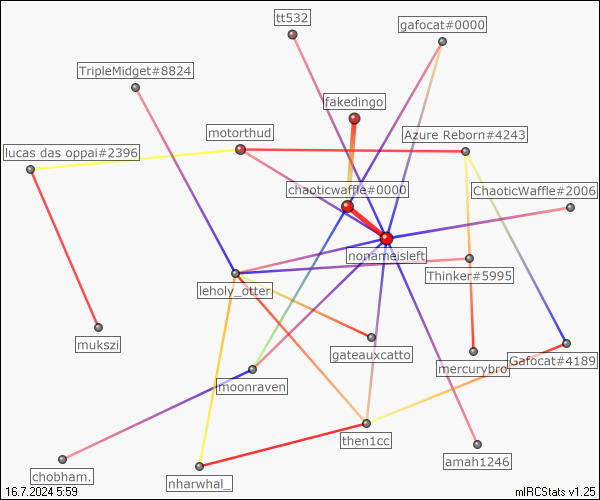 tt532
gafocat#0000
TripleMidget#8824
fakedingo
motorthud
Azure Reborn#4243
lucas das oppai#2396
chaoticwaffle#0000
ChaoticWaffle#2006
nonameisleft
Thinker#5995
leholy_otter
mukszi
gateauxcatto
Gafocat#4189
mercurybro
moonraven
then1cc
amah1246
chobham.
nharwhal_
16.7.2024 5:59
mIRCStats v1.25